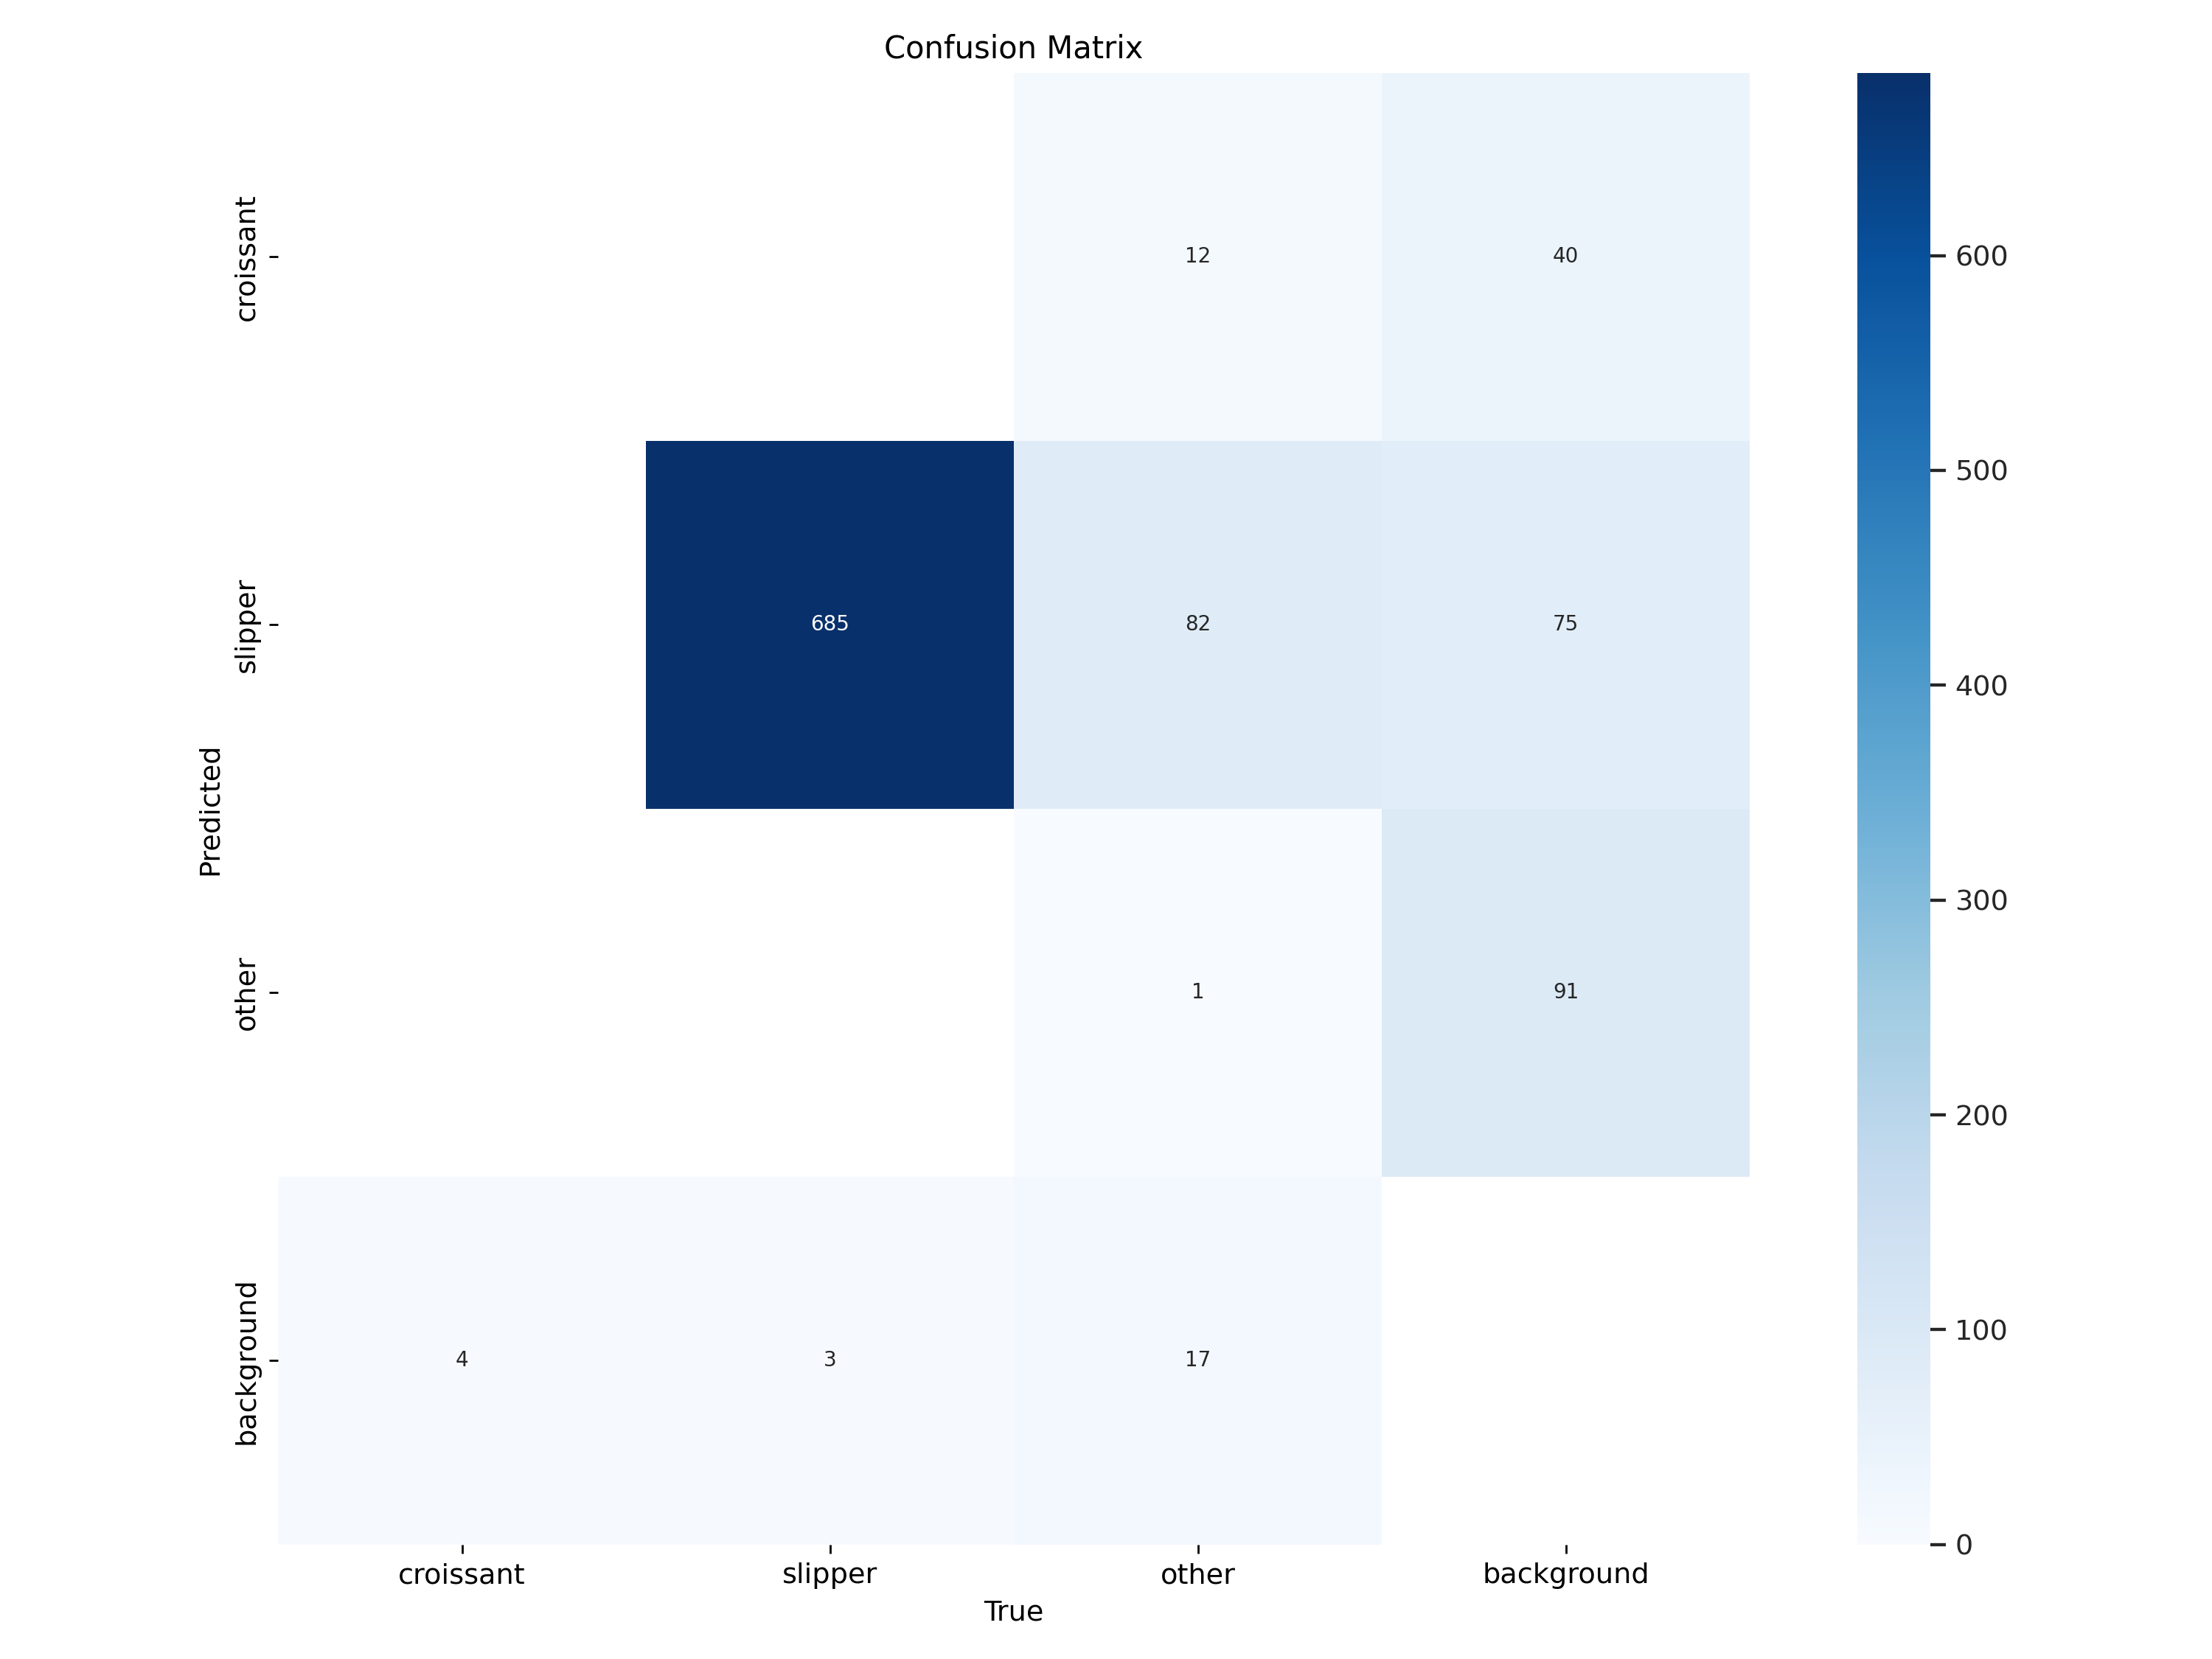 Confusion Matrix
croissant
12
40
600
500
slipper
685
82
75
400
Predicted
300
other
1
91
200
background
4
3
17
100
0
croissant
slipper
other
background
True